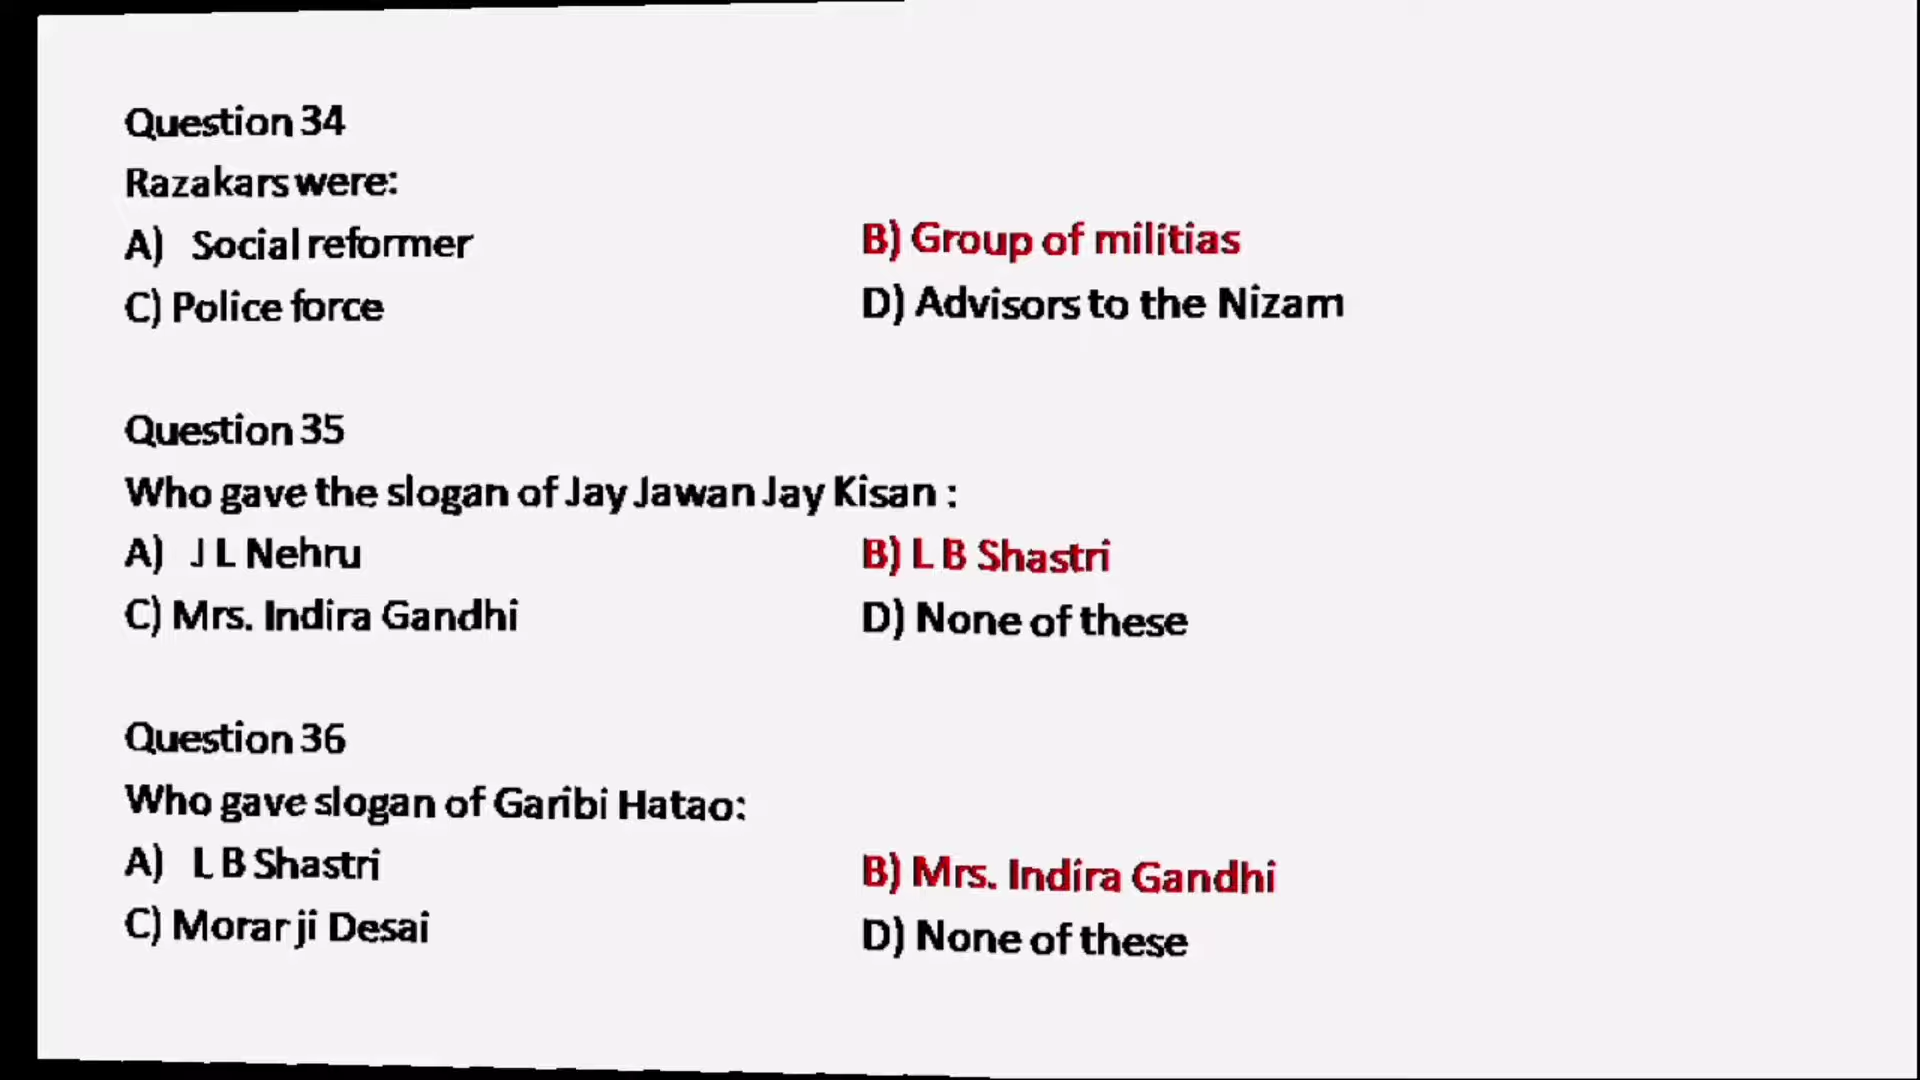 Question 34
Razakars were:
A) Social reformer B) Group of militias
C) Police force D) Advisors to the Nizam
Question 35
Who gave the slogan of Jay Jawan Jay Kisan :
A) J L Nehru B) L B Shastri
C) Mrs. Indira Gandhi D) None of these
Question 36
Who gave slogan of Garibi Hatao:
A) L B Shastri B) Mrs. Indira Gandhi
C) Morarji Desai D) None of these